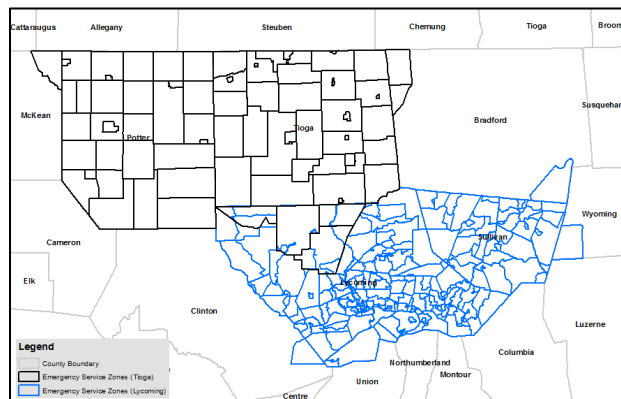 Cattaraugus Allegany Steuben Chemung Tioga Broom
McKean Potter Tioga Bradford Susquehan
Cameron Sullivan Wyoming
Elk Clinton Lycoming Luzerne
Columbia
Northumberland
Montour
Union
Centre
Legend
County Boundary
Emergency Service Zones (Tioga)
Emergency Service Zones (Lycoming)